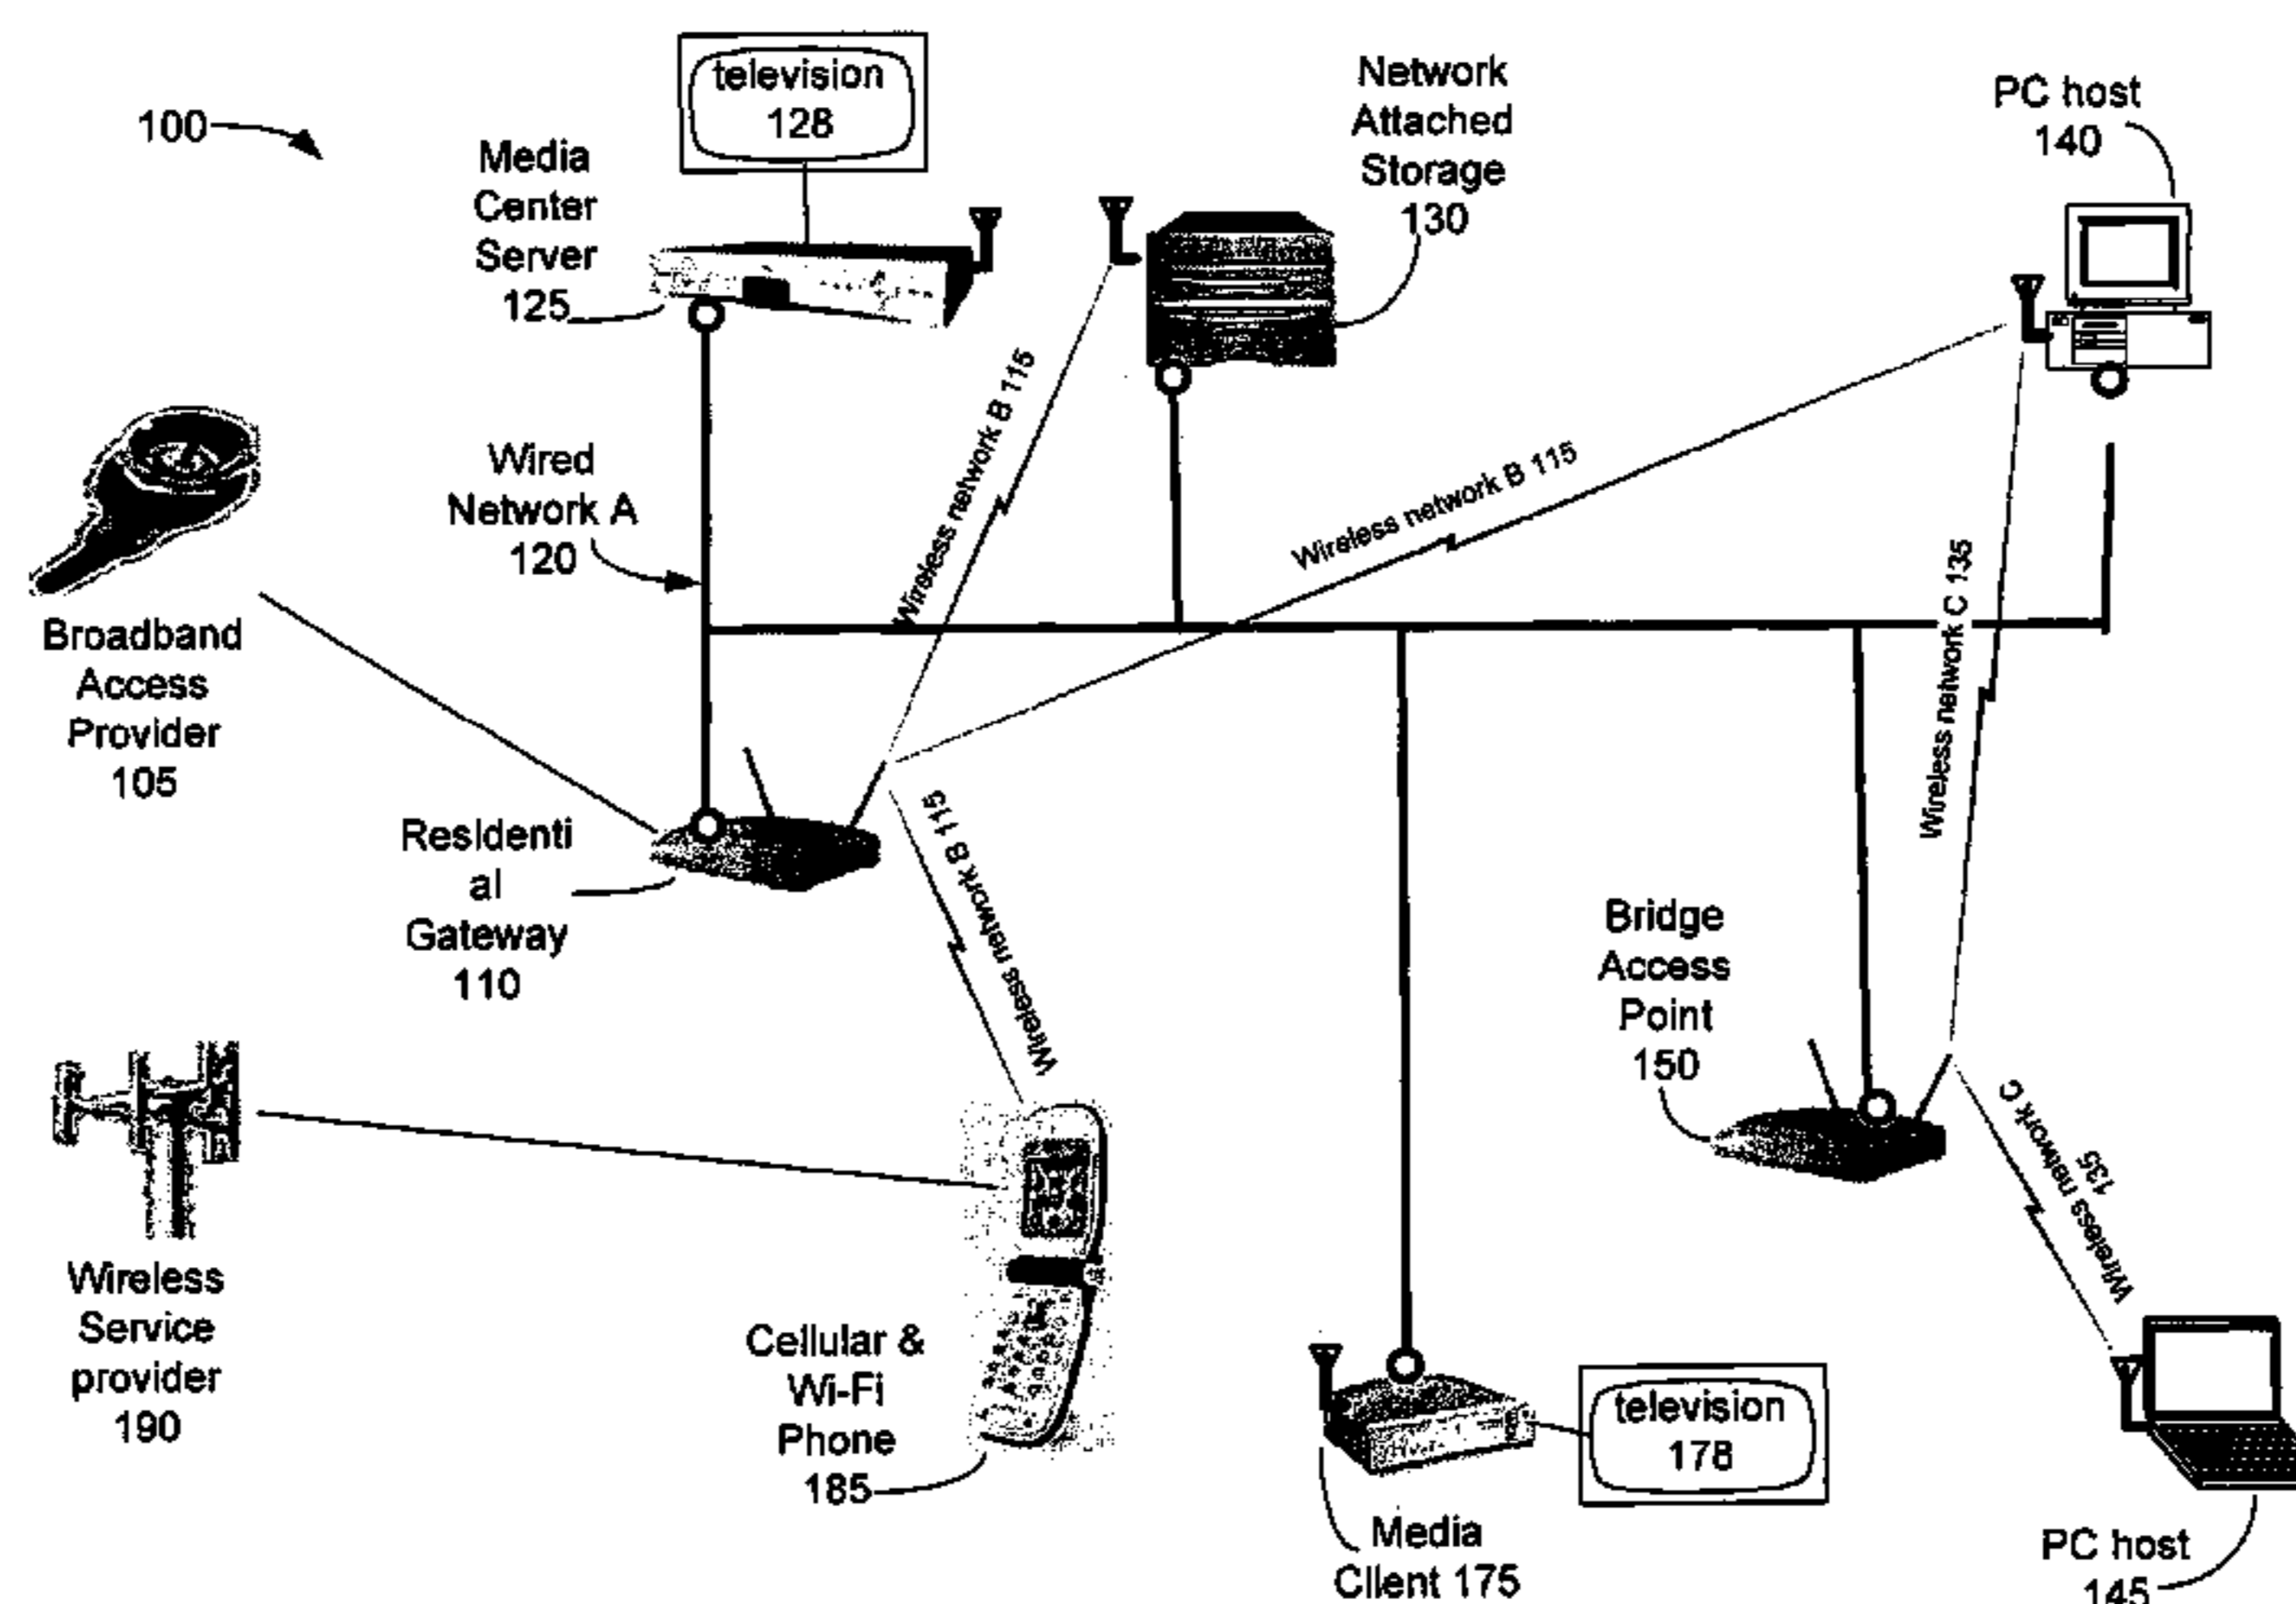 100
television
128
Media
Center
Server
125
Network
Attached
Storage
130
PC host
140
Wired
Network A
120
Wireless network B 115
Wireless network B 115
Wireless network C 135
Broadband
Access
Provider
105
Residenti
al
Gateway
110
Wireless network B 115
Bridge
Access
Point
150
Wireless network C
135
Wireless
Service
provider
190
Cellular &
Wi-Fi
Phone
185
television
178
Media
Client 175
PC host
145